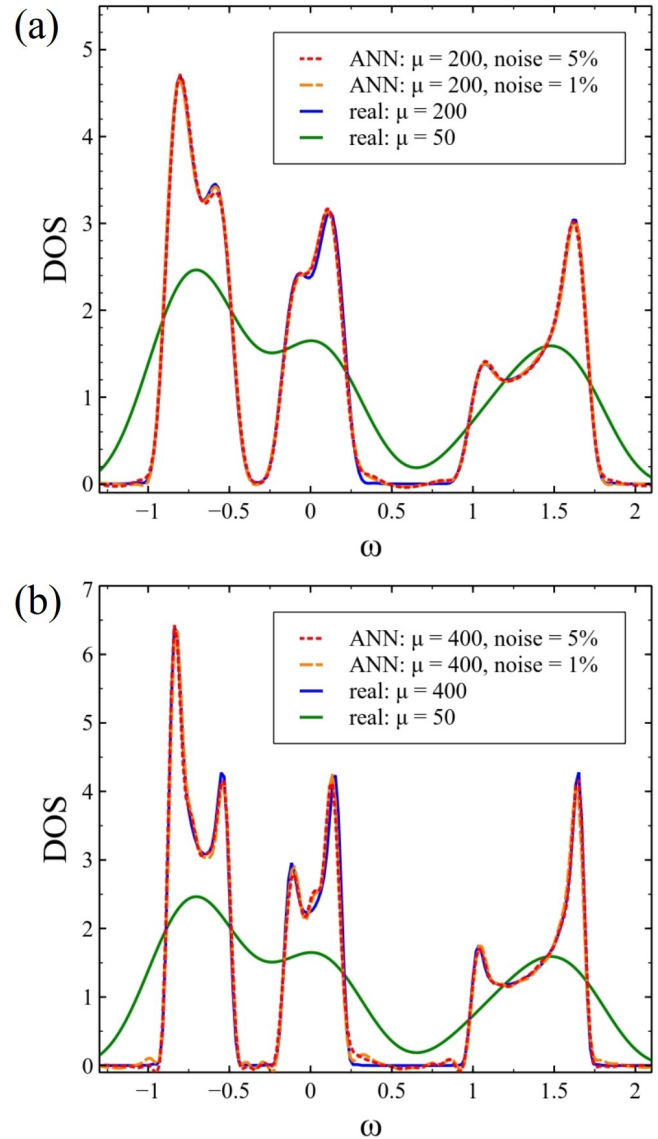 (a)
5
4
3
2
1
0
DOS
ANN: μ = 200, noise = 5%
ANN: μ = 200, noise = 1%
real: μ = 200
real: μ = 50
−1 −0.5 0 0.5 1 1.5 2
ω
(b)
7
6
5
4
3
2
1
0
DOS
ANN: μ = 400, noise = 5%
ANN: μ = 400, noise = 1%
real: μ = 400
real: μ = 50
−1 −0.5 0 0.5 1 1.5 2
ω